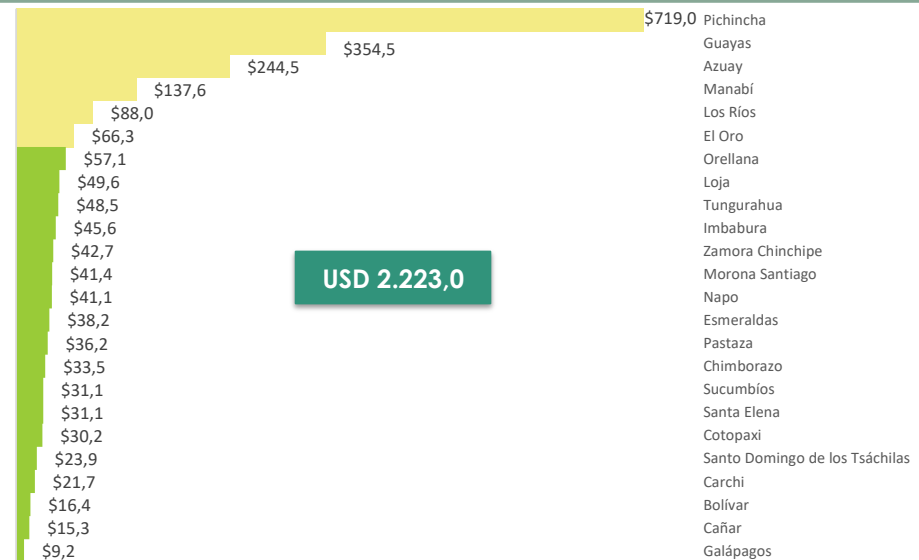 $719,0 Pichincha
$354,5 Guayas
$244,5 Azuay
$137,6 Manabí
$88,0 Los Ríos
$66,3 El Oro
$57,1 Orellana
$49,6 Loja
$48,5 Tungurahua
$45,6 Imbabura
$42,7 Zamora Chinchipe
$41,4 Morona Santiago
USD 2.223,0
$41,1 Napo
$38,2 Esmeraldas
$36,2 Pastaza
$33,5 Chimborazo
$31,1 Sucumbíos
$31,1 Santa Elena
$30,2 Cotopaxi
$23,9 Santo Domingo de los Tsáchilas
$21,7 Carchi
$16,4 Bolívar
$15,3 Cañar
$9,2 Galápagos